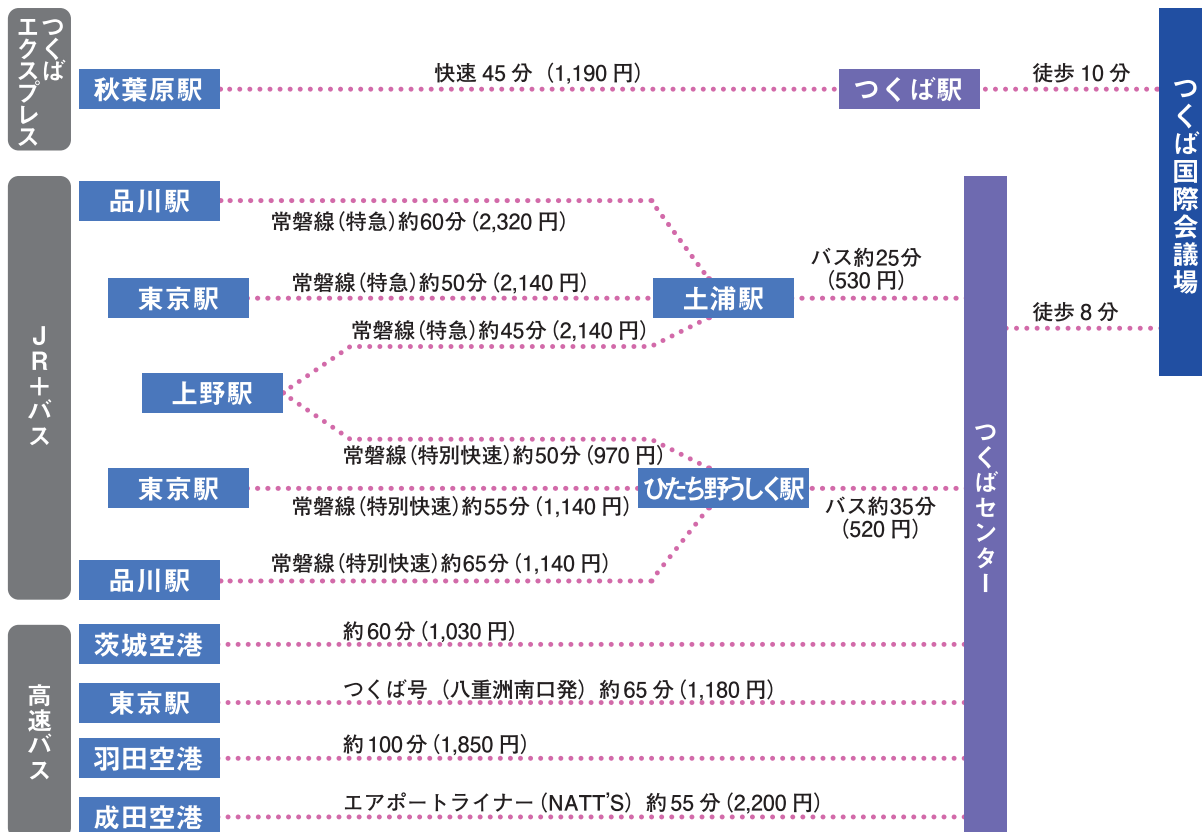 つくば
エクスプレス
秋葉原駅
快速 45 分（1,190 円）
つくば駅
徒歩 10 分
つくば国際会議場
JR＋バス
品川駅
常磐線（特急）約60分（2,320 円）
東京駅
常磐線（特急）約50分（2,140 円）
土浦駅
バス約25分
（530 円）
常磐線（特急）約45分（2,140 円）
上野駅
徒歩 8 分
つくばセンター
常磐線（特別快速）約50分（970 円）
東京駅
常磐線（特別快速）約55分（1,140 円）
ひたち野うしく駅
バス約35分
（520 円）
常磐線（特別快速）約65分（1,140 円）
品川駅
高速バス
茨城空港
約 60 分（1,030 円）
東京駅
つくば号（八重洲南口発）約 65 分（1,180 円）
羽田空港
約 100 分（1,850 円）
成田空港
エアポートライナー（NATT'S）約 55 分（2,200 円）